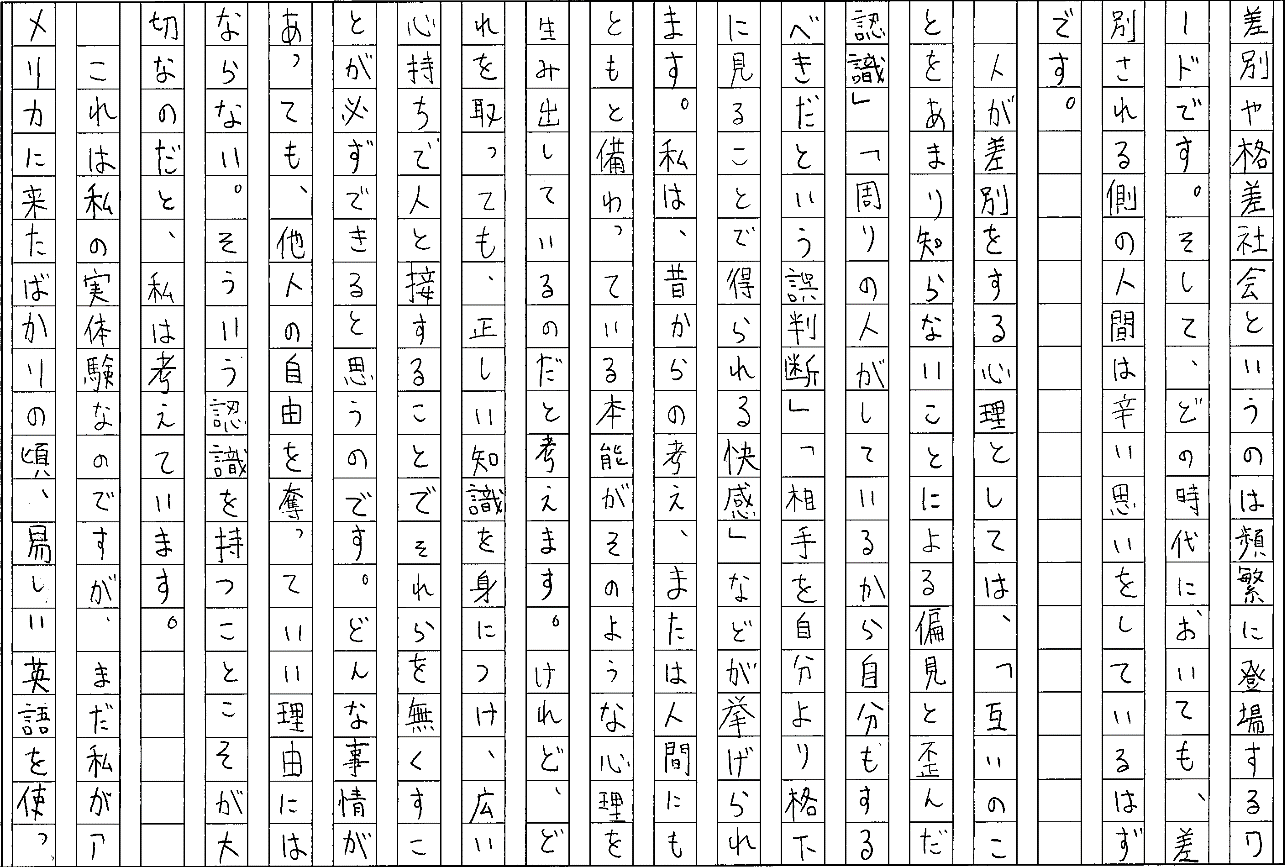 差別や格差社会というのは頻繁に登場するワ
ードです。そして、どの時代においても、差
別される側の人間は辛い思いをしているはず
です。
人が差別をする心理としては、「互いのこ
とをあまり知らないことによる偏見と歪んだ
認識」「周りの人がしているから自分もする
べきだという誤判断」「相手を自分より格下
に見ることで得られる快感」などが挙げられ
ます。私は、昔からの考え、または人間にも
ともと備わっている本能がそのような心理を
生み出しているのだと考えます。けれど、ど
れを取っても、正しい知識を身につけ、広い
心持ちで人と接することでそれらを無くすこ
とが必ずできると思うのです。どんな事情が
あっても、他人の自由を奪っていい理由には
ならない。そういう認識を持つことこそが大
切なのだと、私は考えています。
これは私の実体験なのですが、まだ私がア
メリカに来たばかりの頃、易しい英語を使っ